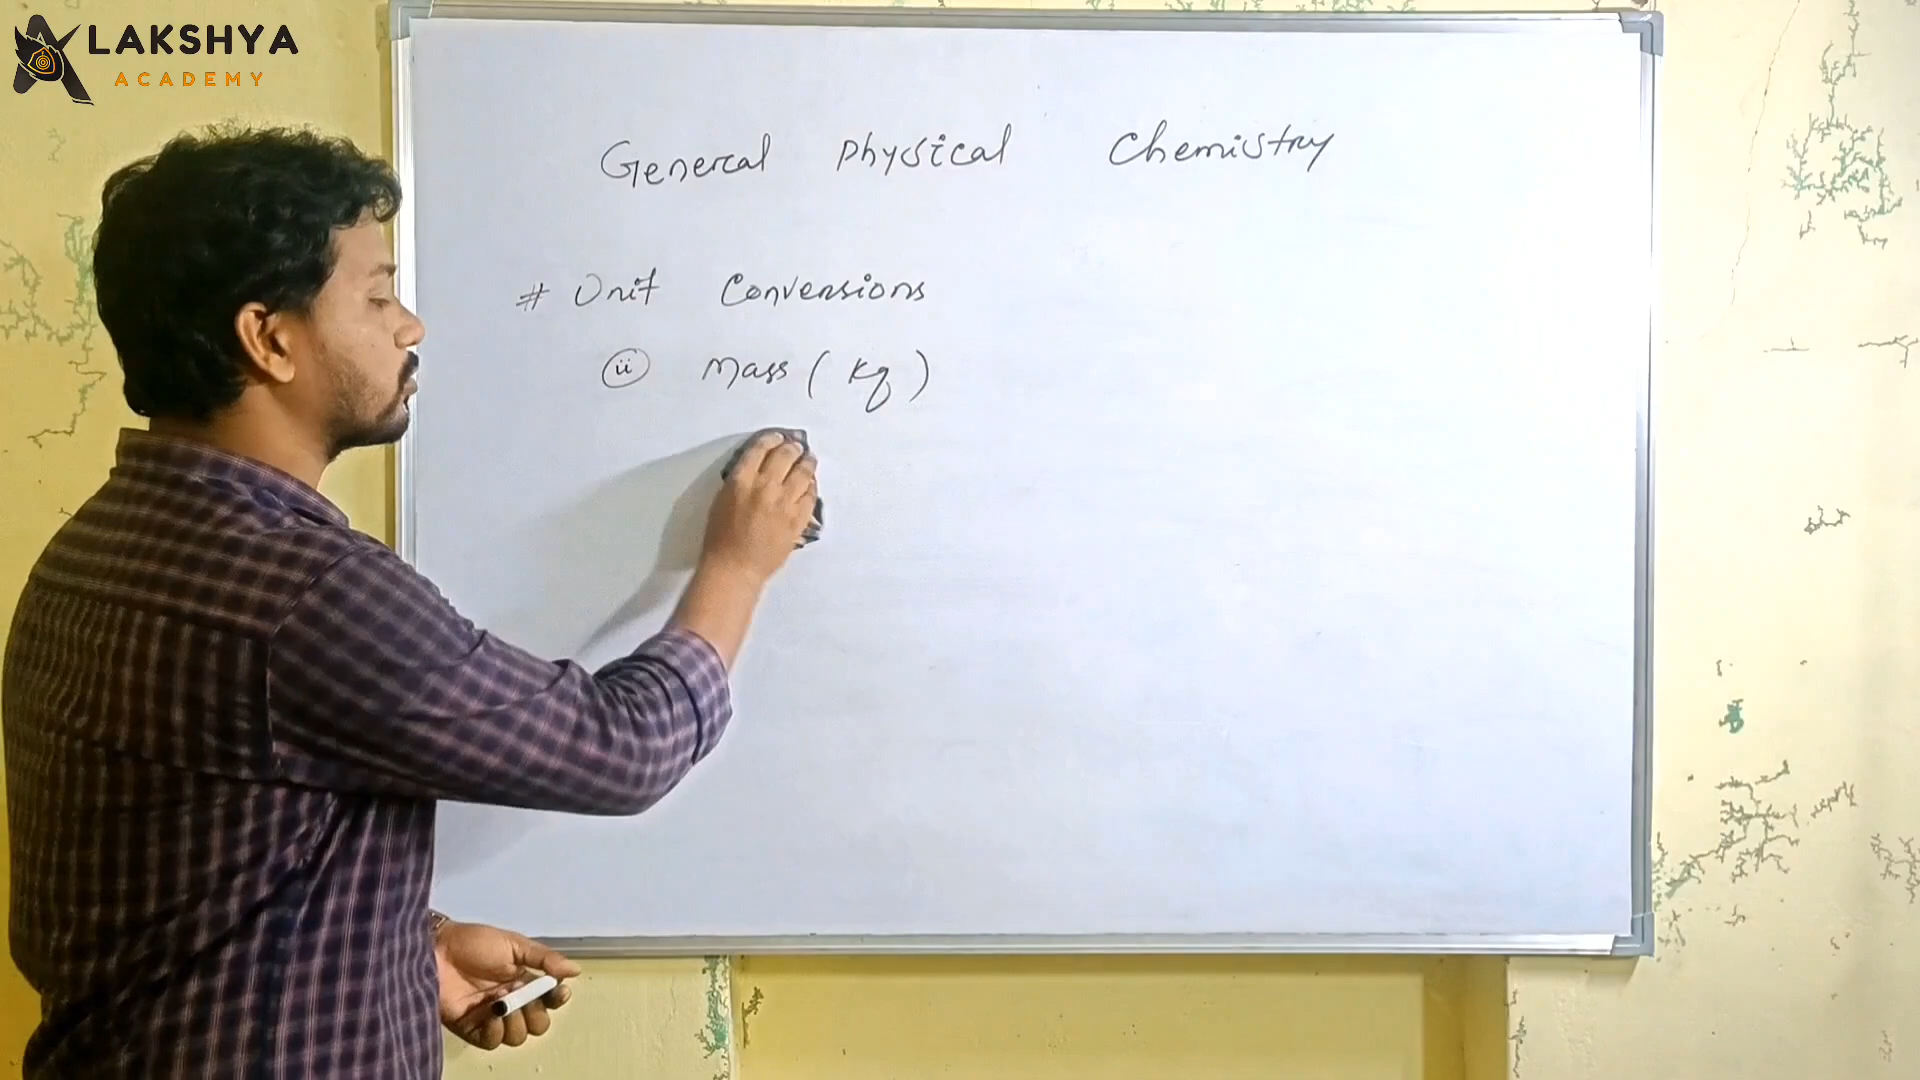 LAKSHYA
ACADEMY
General Physical Chemistry
# Unit Conversions
(ii) Mass (kg)